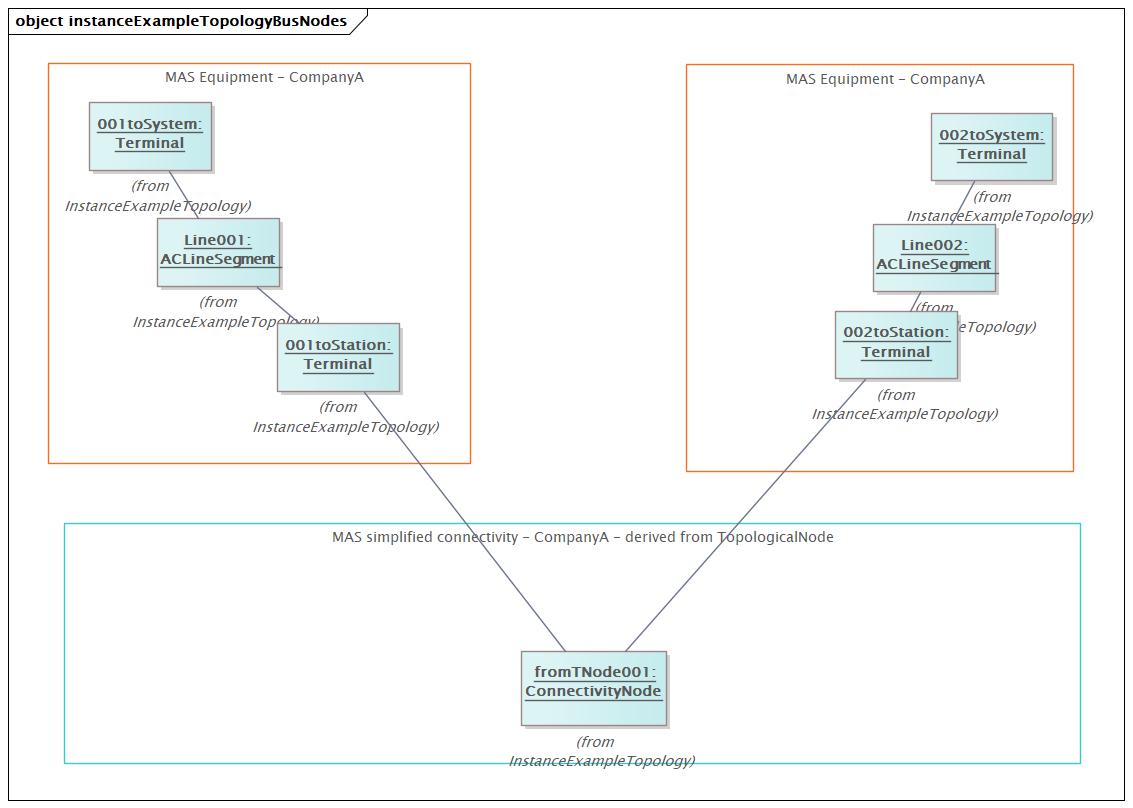 object instanceExampleTopologyBusNodes
MAS Equipment - CompanyA
001toSystem:
Terminal
(from
InstanceExampleTopology)
Line001:
ACLineSegment
(from
InstanceExampleTopology)
001toStation:
Terminal
(from
InstanceExampleTopology)
MAS Equipment - CompanyA
002toSystem:
Terminal
(from
InstanceExampleTopology)
Line002:
ACLineSegment
(from
eTopology)
002toStation:
Terminal
(from
InstanceExampleTopology)
MAS simplified connectivity - CompanyA - derived from TopologicalNode
fromTNode001:
ConnectivityNode
(from
InstanceExampleTopology)